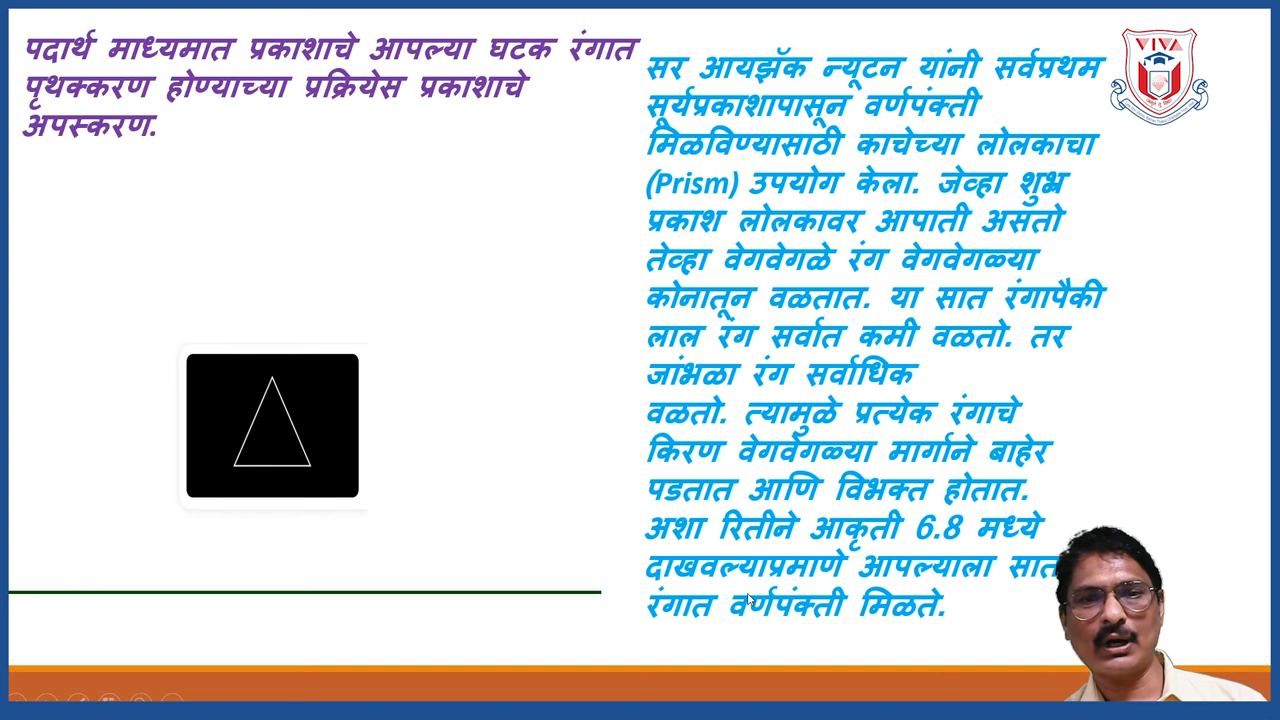 पदार्थ माध्यमात प्रकाशाचे आपल्या घटक रंगात
पृथक्करण होण्याच्या प्रक्रियेस प्रकाशाचे
अपस्करण.
सर आयझॅक न्यूटन यांनी सर्वप्रथम
सूर्यप्रकाशापासून वर्णपंक्ती
मिळविण्यासाठी काचेच्या लोलकाचा
(Prism) उपयोग केला. जेव्हा शुभ्र
प्रकाश लोलकावर आपाती असतो
तेव्हा वेगवेगळे रंग वेगवेगळ्या
कोनातून वळतात. या सात रंगापैकी
लाल रंग सर्वात कमी वळतो. तर
जांभळा रंग सर्वाधिक
वळतो. त्यामुळे प्रत्येक रंगाचे
किरण वेगवेगळ्या मार्गाने बाहेर
पडतात आणि विभक्त होतात.
अशा रितीने आकृती 6.8 मध्ये
दाखवल्याप्रमाणे आपल्याला सात
रंगात वर्णपंक्ती मिळते.
VIVA